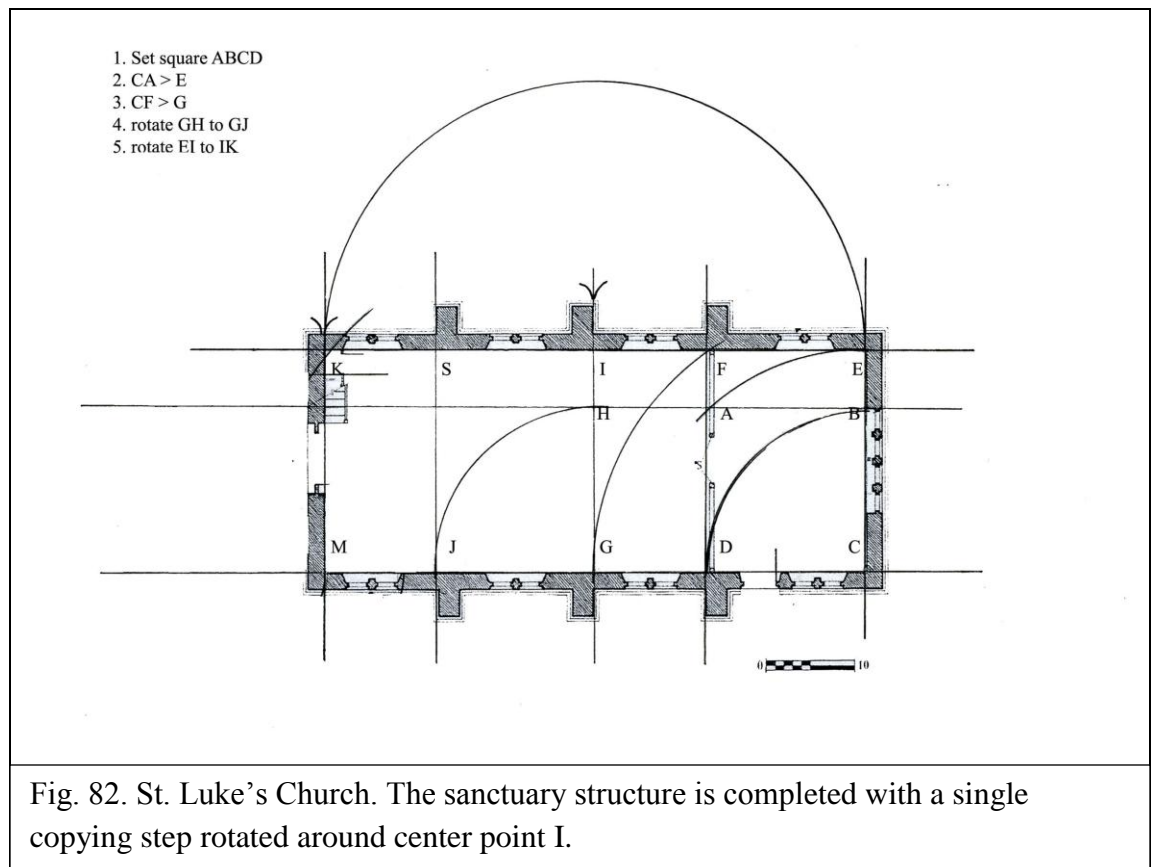 1. Set square ABCD
2. CA > E
3. CF > G
4. rotate GH to GJ
5. rotate EI to IK
K S I F E
H A B
M J G D C
0 10
Fig. 82. St. Luke's Church. The sanctuary structure is completed with a single
copying step rotated around center point I.